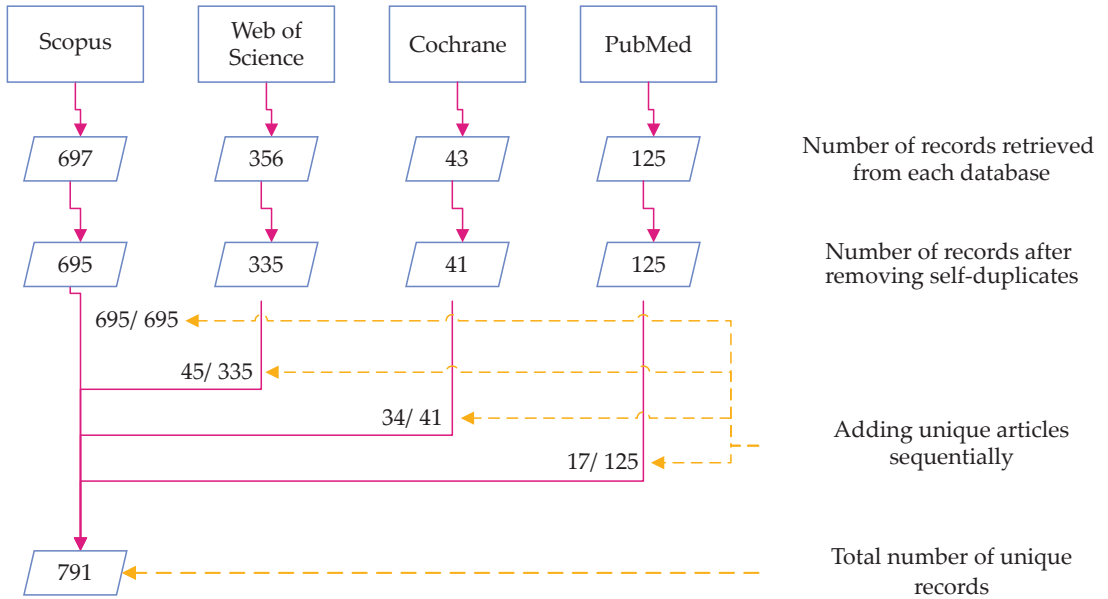 Scopus
Web of
Science
Cochrane
PubMed
697
356
43
125
Number of records retrieved
from each database
695
335
41
125
Number of records after
removing self-duplicates
695/ 695
45/ 335
34/ 41
17/ 125
Adding unique articles
sequentially
791
Total number of unique
records